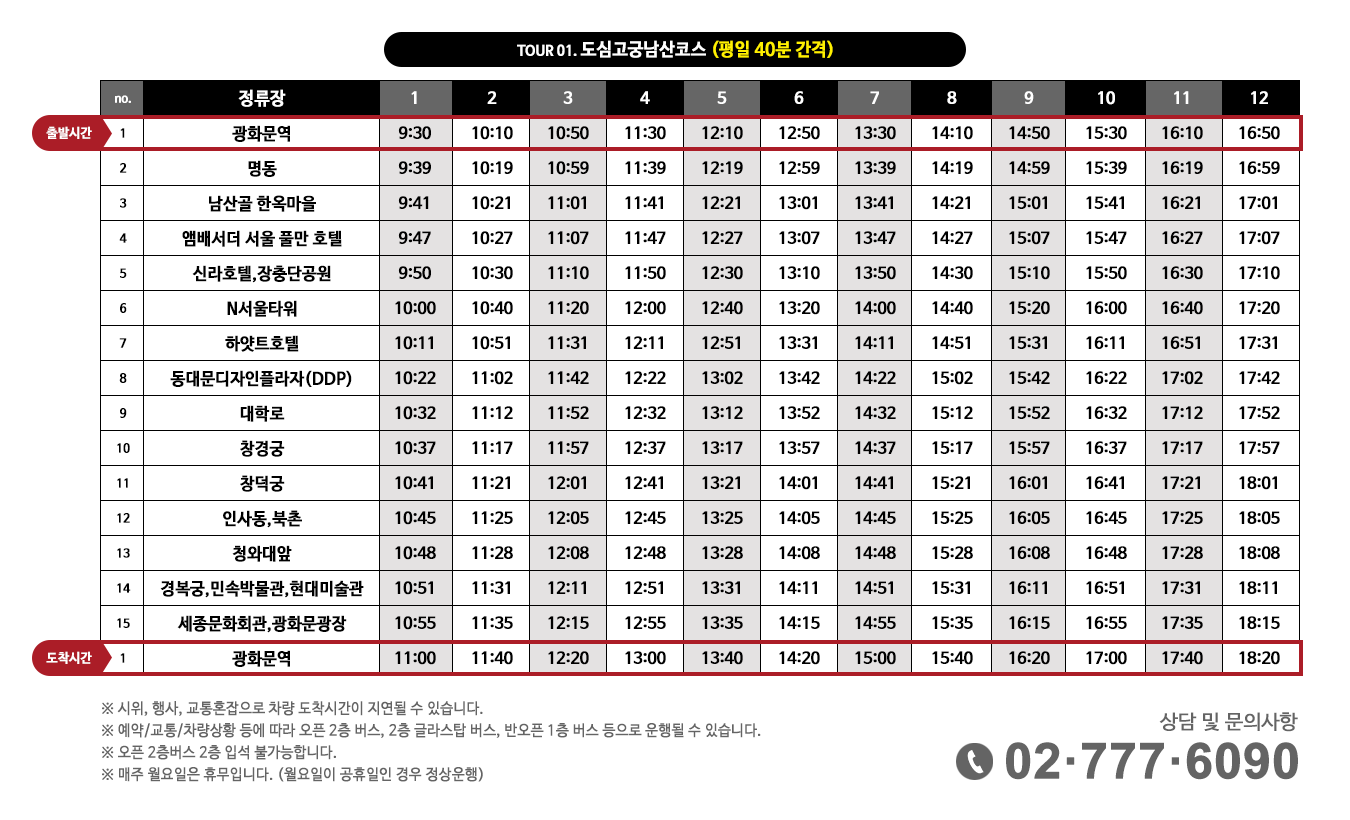 TOUR 01. 도심고궁남산코스 (평일 40분 간격)
no. 정류장 1 2 3 4 5 6 7 8 9 10 11 12
출발시간 1 광화문역 9:30 10:10 10:50 11:30 12:10 12:50 13:30 14:10 14:50 15:30 16:10 16:50
2 명동 9:39 10:19 10:59 11:39 12:19 12:59 13:39 14:19 14:59 15:39 16:19 16:59
3 남산골 한옥마을 9:41 10:21 11:01 11:41 12:21 13:01 13:41 14:21 15:01 15:41 16:21 17:01
4 앰배서더 서울 풀만 호텔 9:47 10:27 11:07 11:47 12:27 13:07 13:47 14:27 15:07 15:47 16:27 17:07
5 신라호텔,장충단공원 9:50 10:30 11:10 11:50 12:30 13:10 13:50 14:30 15:10 15:50 16:30 17:10
6 N서울타워 10:00 10:40 11:20 12:00 12:40 13:20 14:00 14:40 15:20 16:00 16:40 17:20
7 하얏트호텔 10:11 10:51 11:31 12:11 12:51 13:31 14:11 14:51 15:31 16:11 16:51 17:31
8 동대문디자인플라자(DDP) 10:22 11:02 11:42 12:22 13:02 13:42 14:22 15:02 15:42 16:22 17:02 17:42
9 대학로 10:32 11:12 11:52 12:32 13:12 13:52 14:32 15:12 15:52 16:32 17:12 17:52
10 창경궁 10:37 11:17 11:57 12:37 13:17 13:57 14:37 15:17 15:57 16:37 17:17 17:57
11 창덕궁 10:41 11:21 12:01 12:41 13:21 14:01 14:41 15:21 16:01 16:41 17:21 18:01
12 인사동,북촌 10:45 11:25 12:05 12:45 13:25 14:05 14:45 15:25 16:05 16:45 17:25 18:05
13 청와대앞 10:48 11:28 12:08 12:48 13:28 14:08 14:48 15:28 16:08 16:48 17:28 18:08
14 경복궁,민속박물관,현대미술관 10:51 11:31 12:11 12:51 13:31 14:11 14:51 15:31 16:11 16:51 17:31 18:11
15 세종문화회관,광화문광장 10:55 11:35 12:15 12:55 13:35 14:15 14:55 15:35 16:15 16:55 17:35 18:15
도착시간 1 광화문역 11:00 11:40 12:20 13:00 13:40 14:20 15:00 15:40 16:20 17:00 17:40 18:20
※ 시위, 행사, 교통혼잡으로 차량 도착시간이 지연될 수 있습니다.
※ 예약/교통/차량상황 등에 따라 오픈 2층 버스, 2층 글라스탑 버스, 반오픈 1층 버스 등으로 운행될 수 있습니다.
※ 오픈 2층버스 2층 입석 불가능합니다.
※ 매주 월요일은 휴무입니다. (월요일이 공휴일인 경우 정상운행)
상담 및 문의사항
02·777·6090